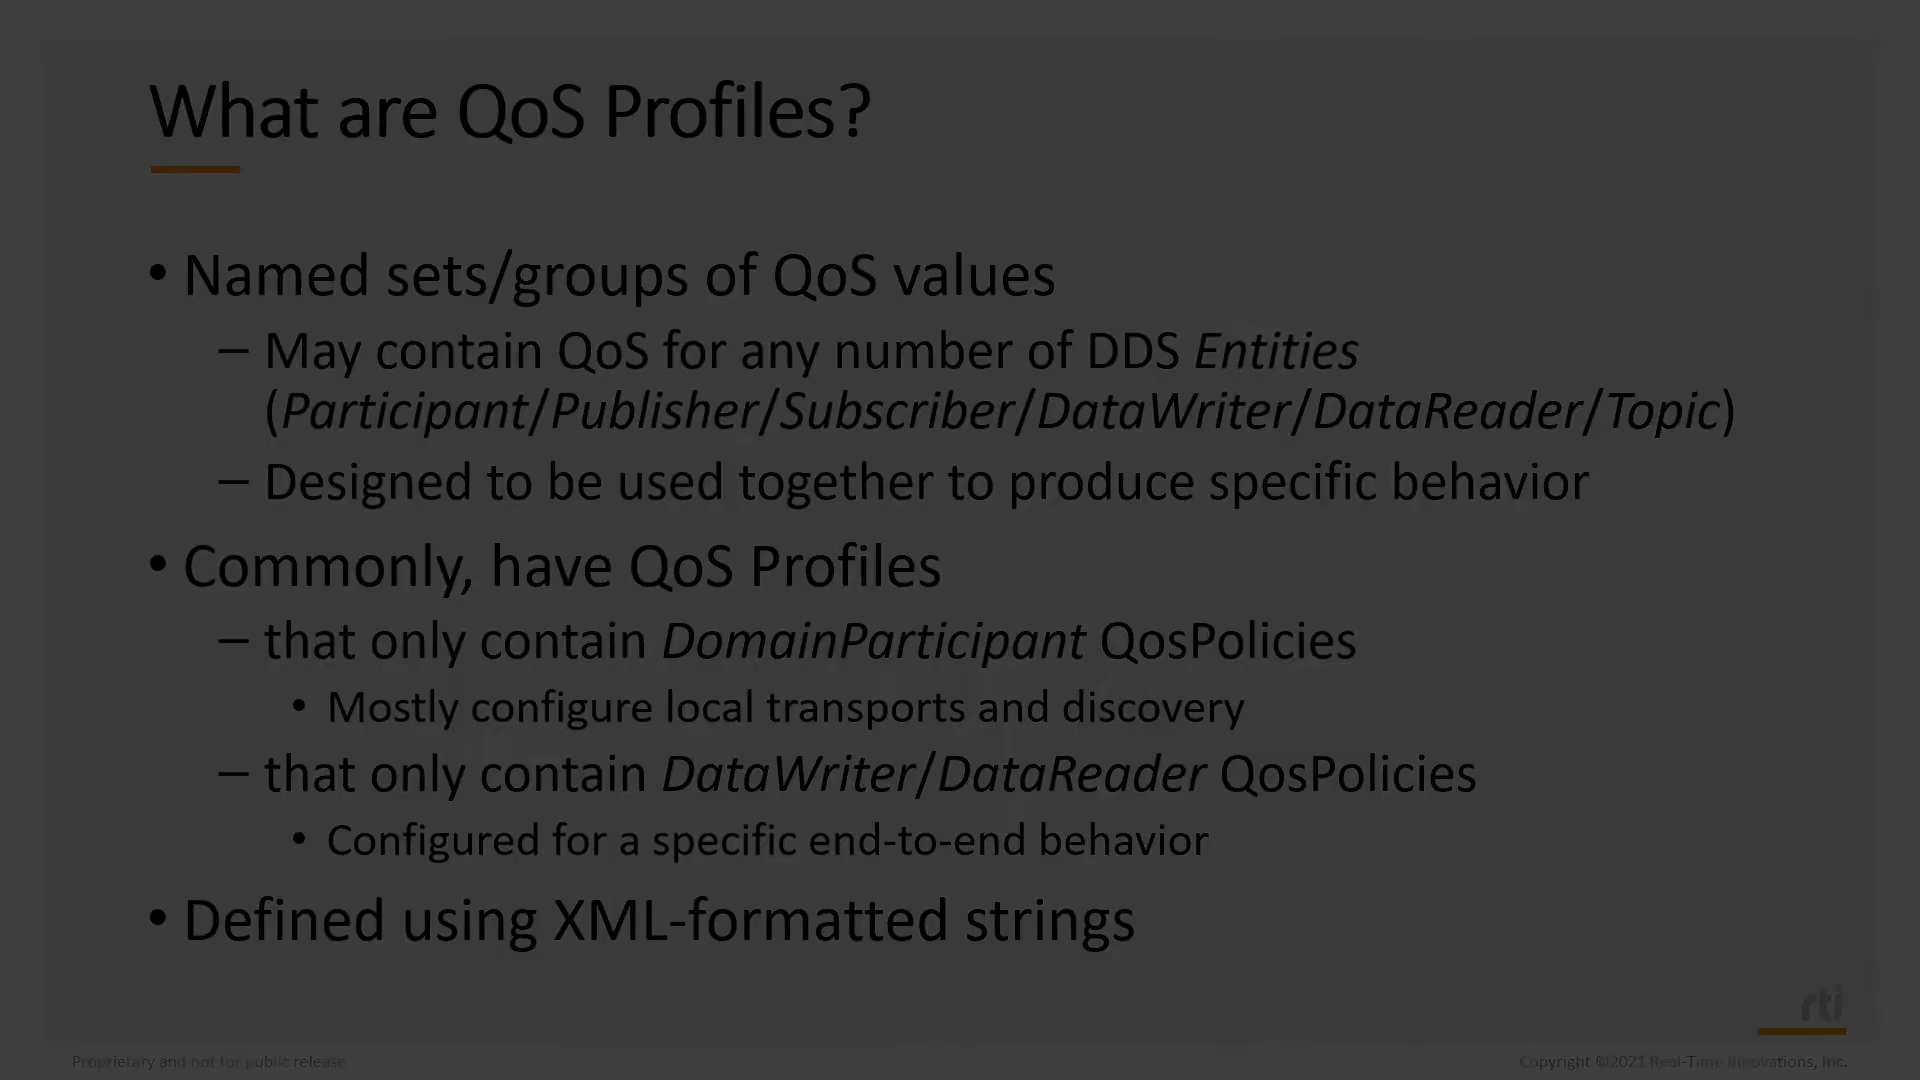 What are QoS Profiles?
• Named sets/groups of QoS values
– May contain QoS for any number of DDS Entities
(Participant/Publisher/Subscriber/DataWriter/DataReader/Topic)
– Designed to be used together to produce specific behavior
• Commonly, have QoS Profiles
– that only contain DomainParticipant QosPolicies
• Mostly configure local transports and discovery
– that only contain DataWriter/DataReader QosPolicies
• Configured for a specific end-to-end behavior
• Defined using XML-formatted strings
rti
Proprietary and not for public release
Copyright ©2021 Real-Time Innovations, Inc.